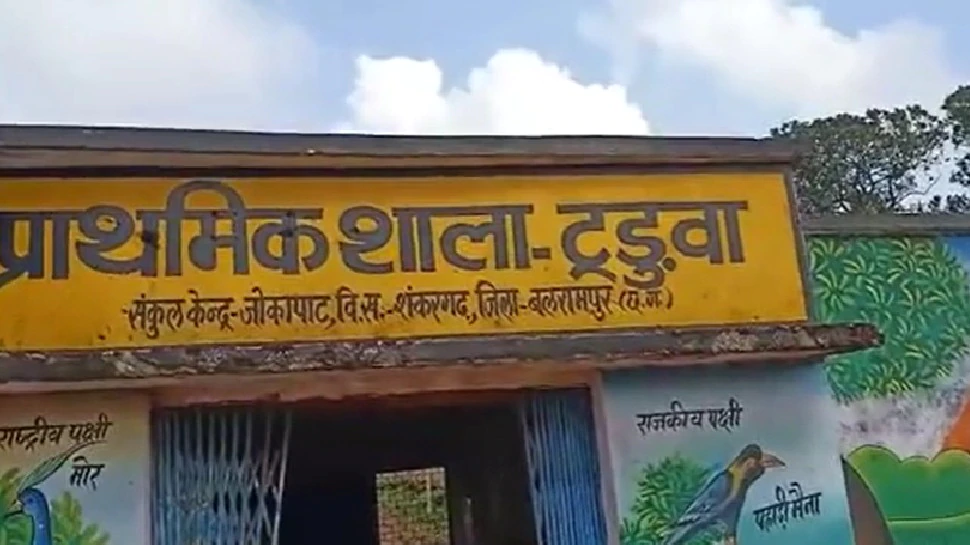 प्राथमिक शाला-ट्रडुवा
संकुल केन्द्र-जोकापाट, वि.ख.-शंकरगढ, जिला-बलरामपुर (छ.ग.)
राष्ट्रीय पक्षी
मोर
राजकीय पक्षी
पहाड़ी मैना